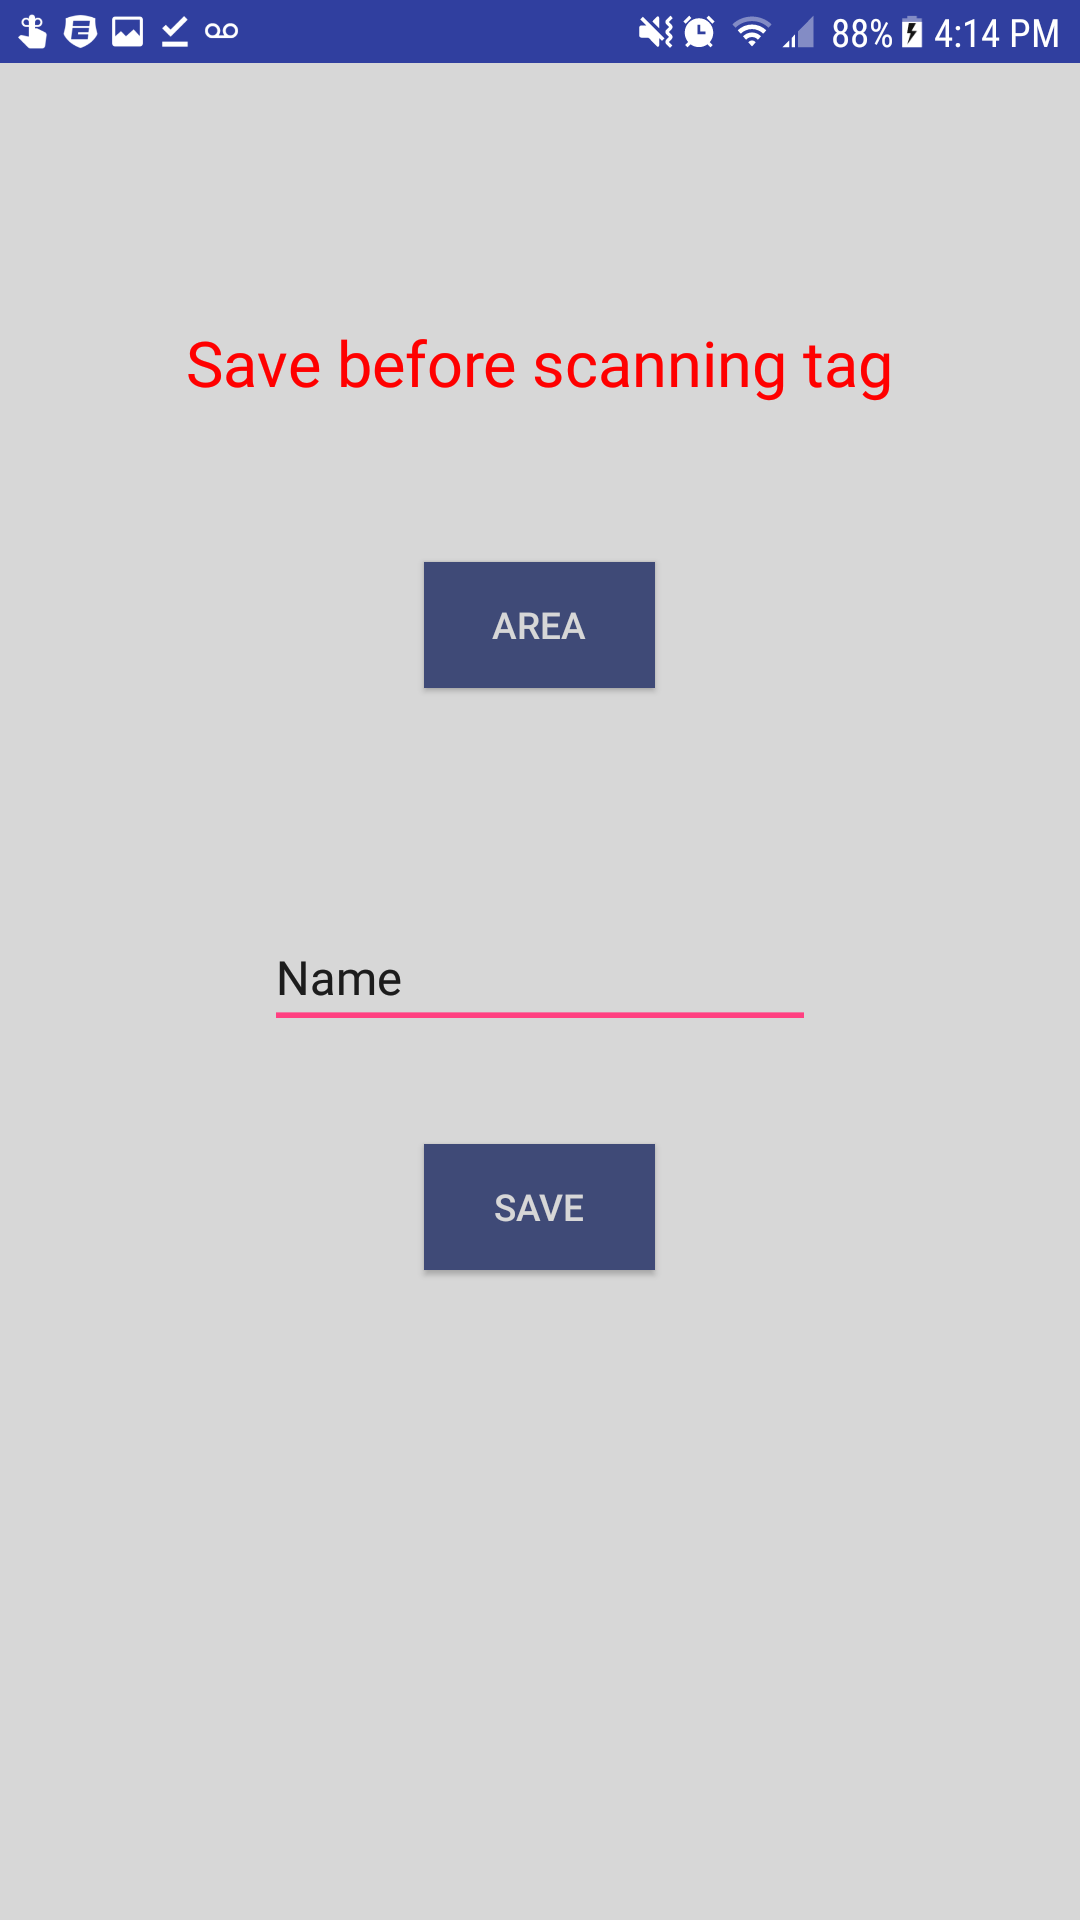 88% 4:14 PM
Save before scanning tag
AREA
Name
SAVE